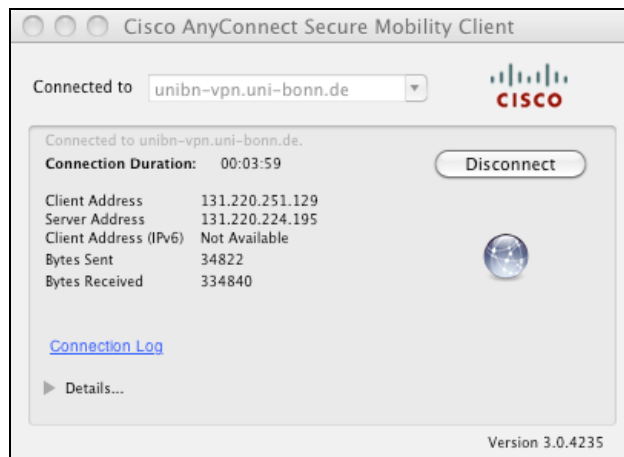 Cisco AnyConnect Secure Mobility Client
Connected to unibn-vpn.uni-bonn.de
CISCO
Connected to unibn-vpn.uni-bonn.de.
Connection Duration: 00:03:59
Disconnect
Client Address 131.220.251.129
Server Address 131.220.224.195
Client Address (IPv6) Not Available
Bytes Sent 34822
Bytes Received 334840
Connection Log
Details...
Version 3.0.4235